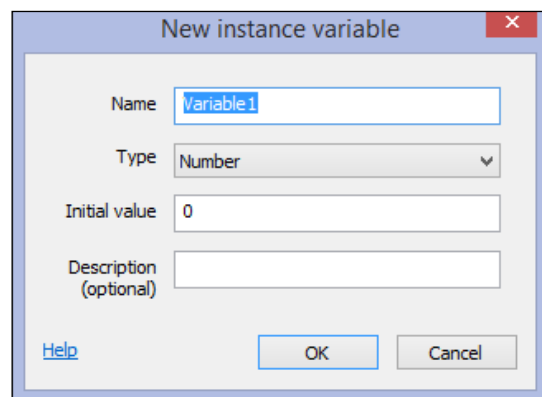 New instance variable
Name Variable1
Type Number
Initial value 0
Description
(optional)
Help OK Cancel